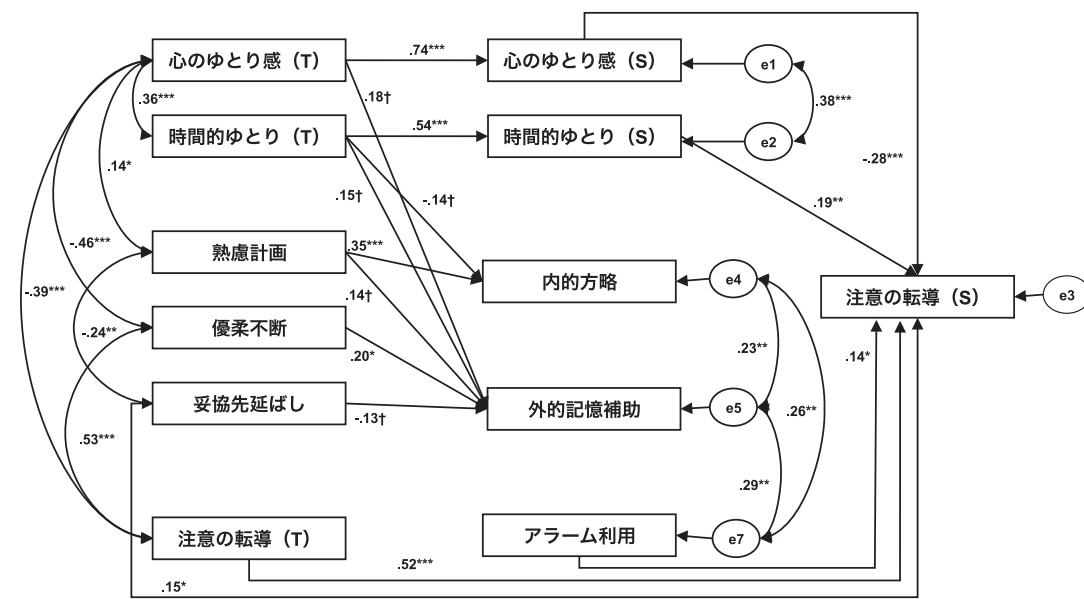 心のゆとり感（T）
.74***
心のゆとり感（S）
e1
.36***
.18†
.38***
時間的ゆとり（T）
.54***
時間的ゆとり（S）
e2
-.28***
.14*
.15†
-.14†
.19**
-.46***
熟慮計画
.35***
内的方略
e4
注意の転導（S）
e3
-.39***
.14†
-.24**
優柔不断
.20*
.23**
.14*
妥協先延ばし
-.13†
外的記憶補助
e5
.26**
.53***
.29**
注意の転導（T）
アラーム利用
e7
.52***
.15*